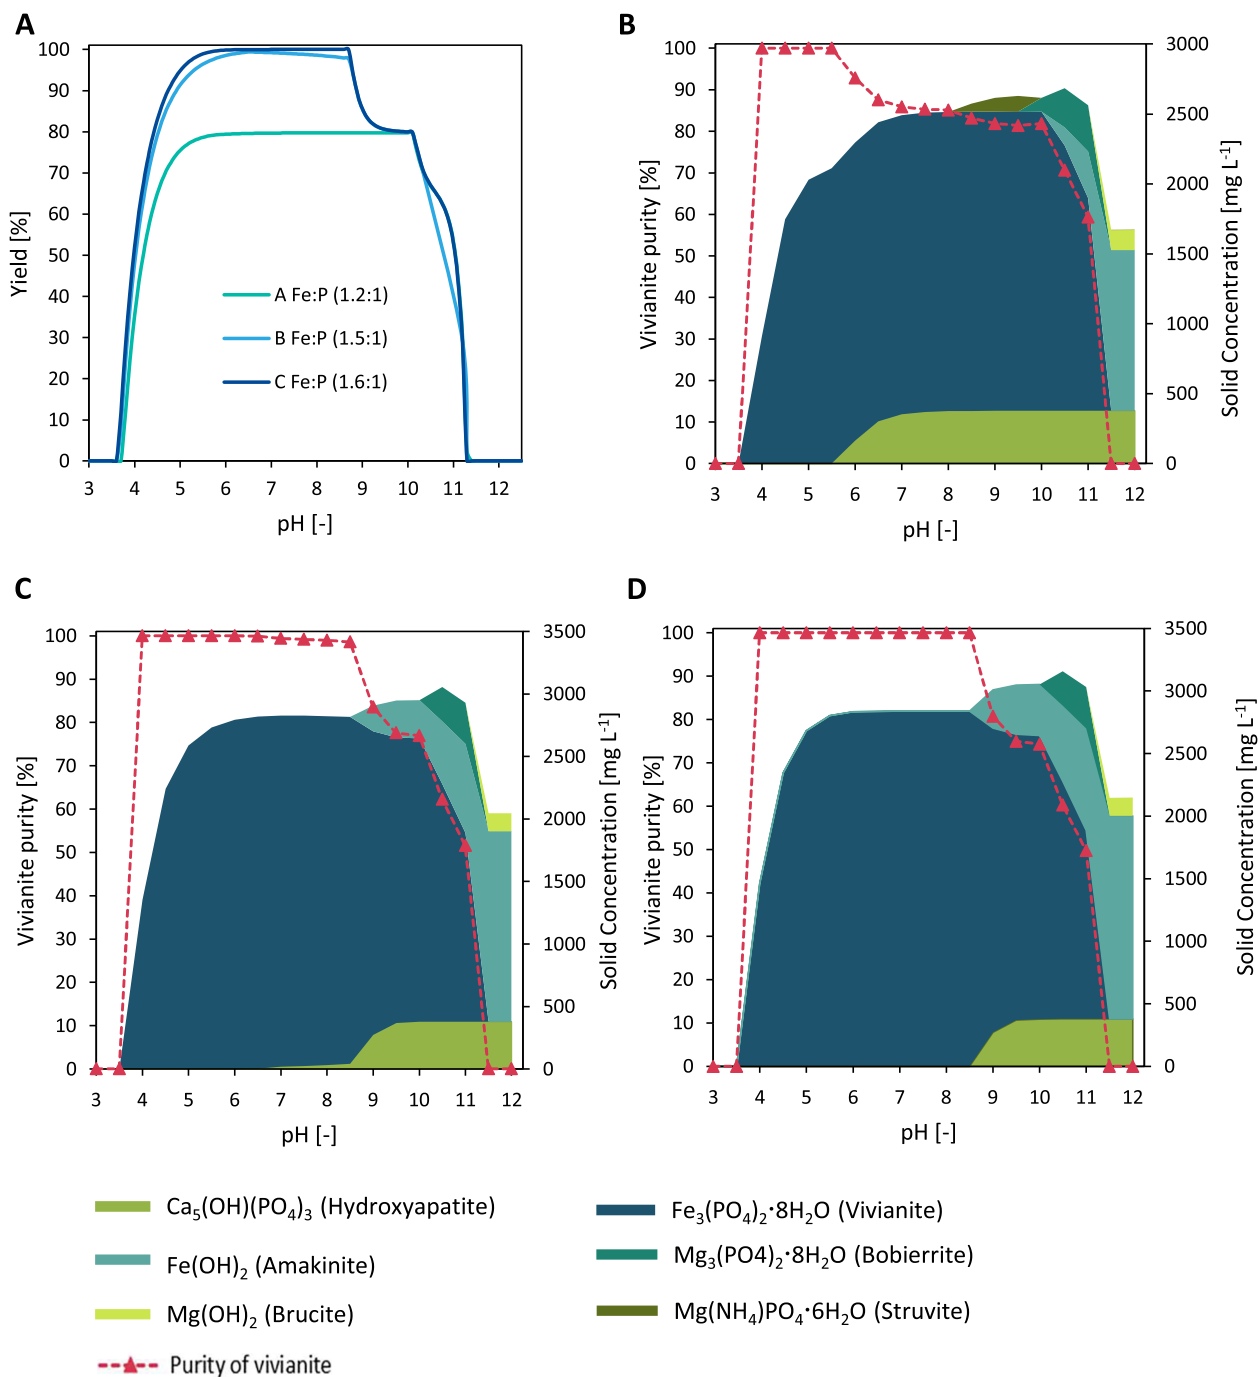 A
100
90
80
70
60
50
40
30
20
10
0
Yield [%]
A Fe:P (1.2:1)
B Fe:P (1.5:1)
C Fe:P (1.6:1)
3 4 5 6 7 8 9 10 11 12
pH [-]
B
100
90
80
70
60
50
40
30
20
10
0
Vivianite purity [%]
3000
2500
2000
1500
1000
500
0
Solid Concentration [mg L⁻¹]
3 4 5 6 7 8 9 10 11 12
pH [-]
C
100
90
80
70
60
50
40
30
20
10
0
Vivianite purity [%]
3500
3000
2500
2000
1500
1000
500
0
Solid Concentration [mg L⁻¹]
3 4 5 6 7 8 9 10 11 12
pH [-]
D
100
90
80
70
60
50
40
30
20
10
0
Vivianite purity [%]
3500
3000
2500
2000
1500
1000
500
0
Solid Concentration [mg L⁻¹]
3 4 5 6 7 8 9 10 11 12
pH [-]
Ca₅(OH)(PO₄)₃ (Hydroxyapatite)
Fe(OH)₂ (Amakinite)
Mg(OH)₂ (Brucite)
Purity of vivianite
Fe₃(PO₄)₂·8H₂O (Vivianite)
Mg₃(PO4)₂·8H₂O (Bobierrite)
Mg(NH₄)PO₄·6H₂O (Struvite)